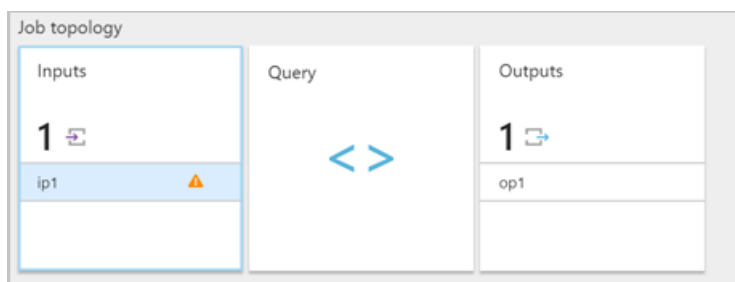 Job topology
Inputs
1
ip1
Query
< >
Outputs
1
op1